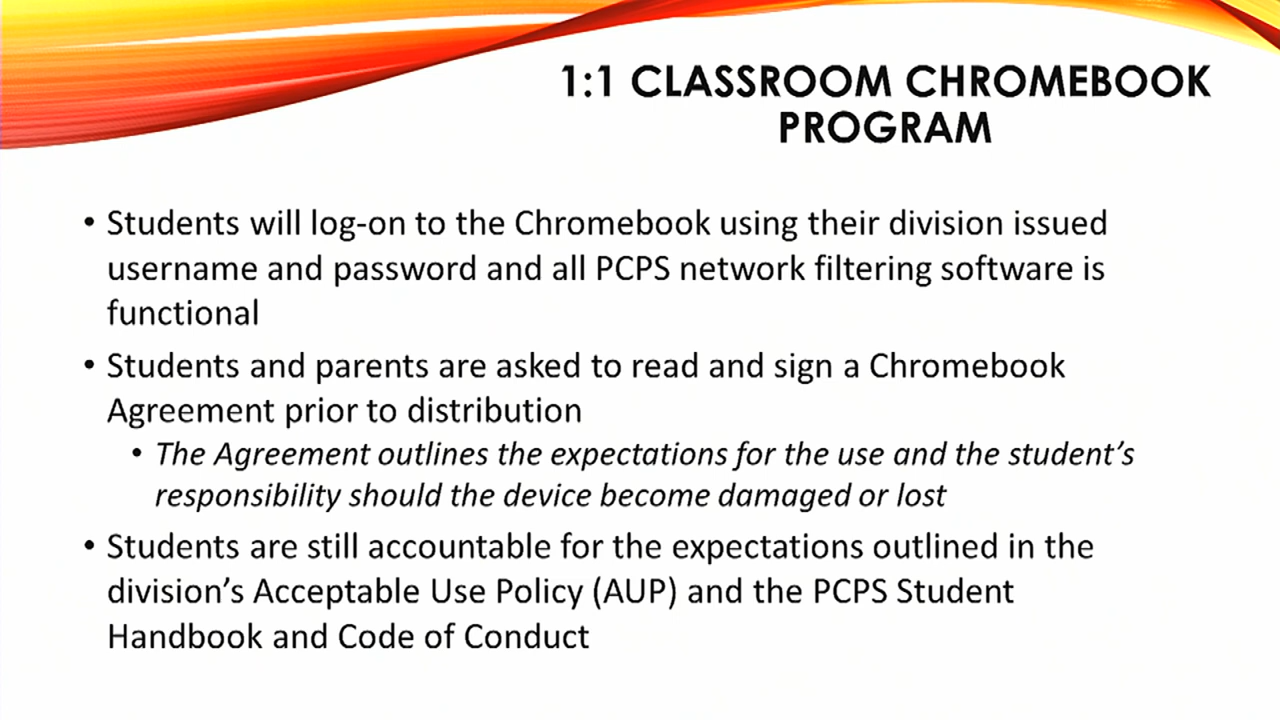 1:1 CLASSROOM CHROMEBOOK
PROGRAM
• Students will log-on to the Chromebook using their division issued
username and password and all PCPS network filtering software is
functional
• Students and parents are asked to read and sign a Chromebook
Agreement prior to distribution
• The Agreement outlines the expectations for the use and the student’s
responsibility should the device become damaged or lost
• Students are still accountable for the expectations outlined in the
division’s Acceptable Use Policy (AUP) and the PCPS Student
Handbook and Code of Conduct